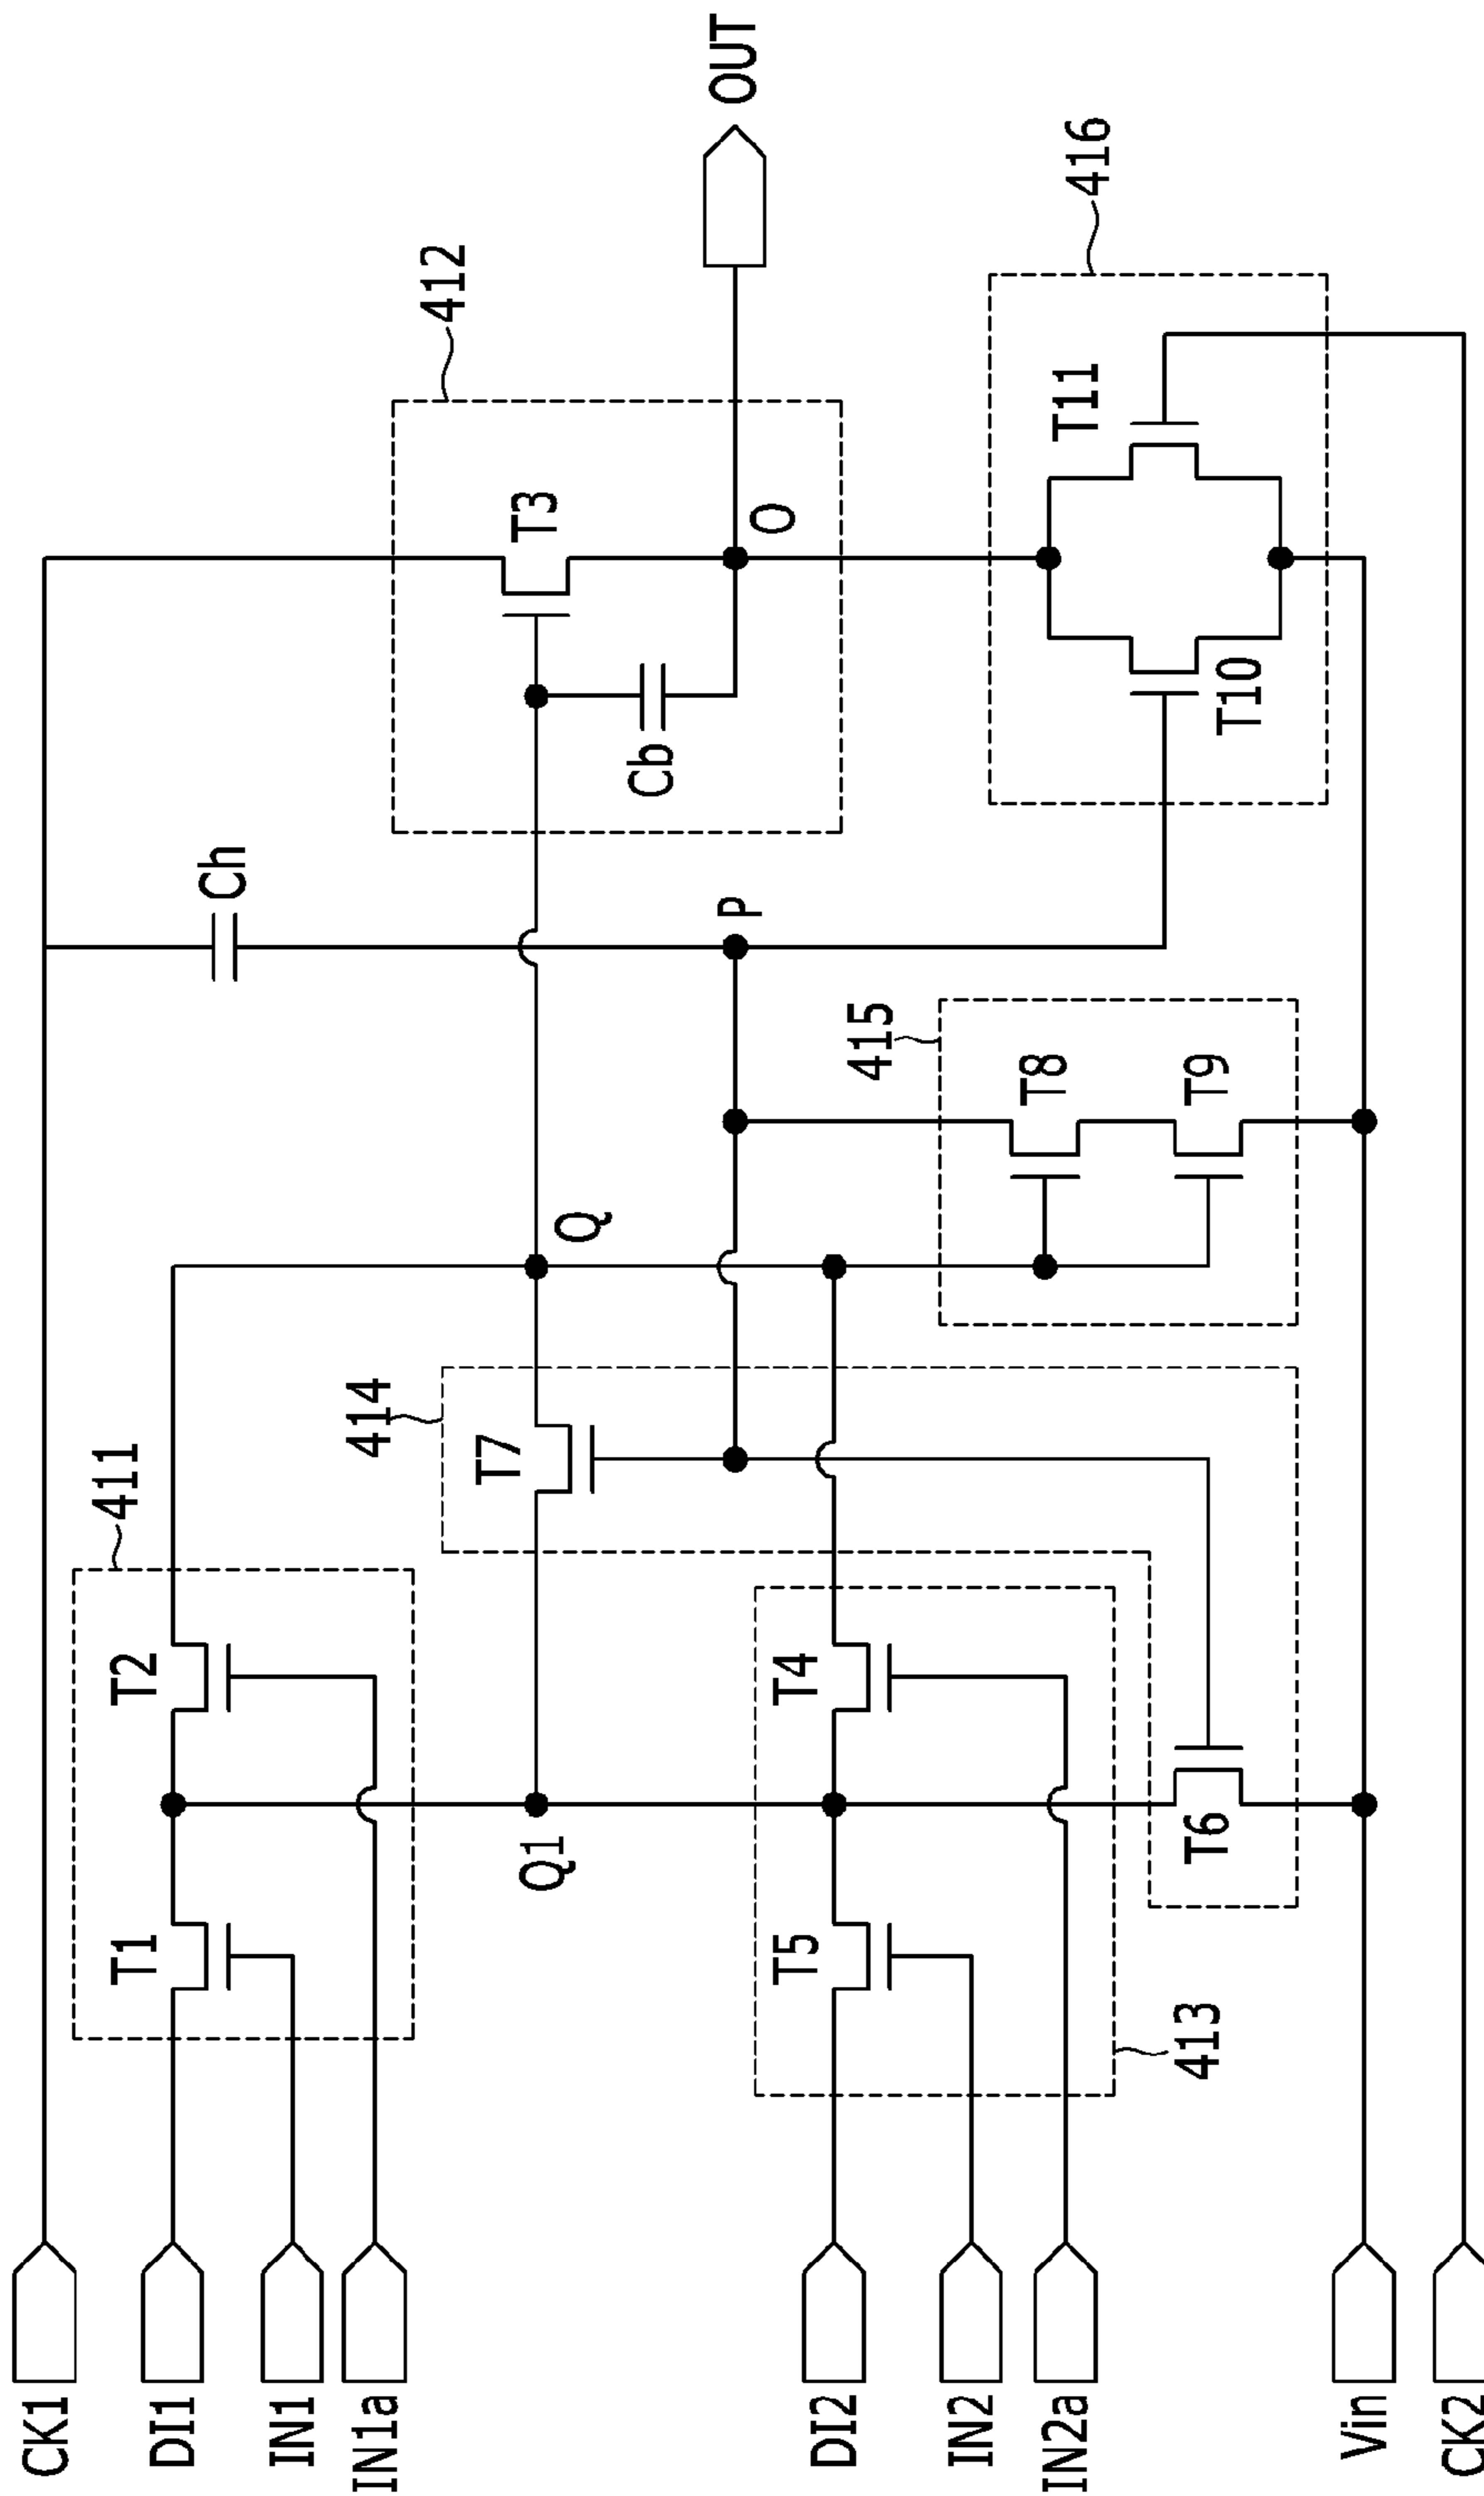 CK1
DI1
IN1
IN1a
DI2
IN2
IN2a
Vin
CK2
411
T1
T2
Q1
413
T5
T4
T6
414
T7
Q
415
T8
T9
P
Ch
412
T3
Cb
O
416
T10
T11
OUT